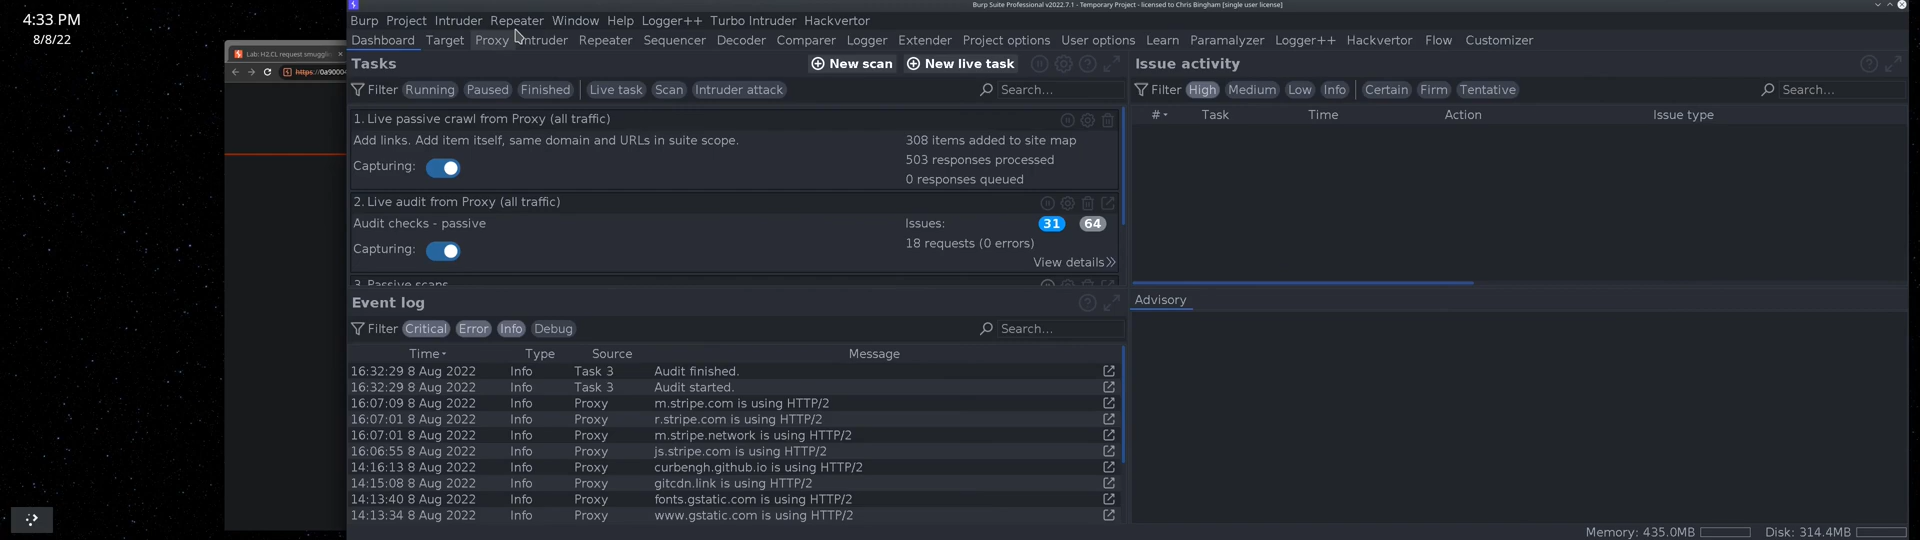 4:33 PM
8/8/22
Lab: H2.CL request smuggli
https://0a9000
Burp Suite Professional v2022.7.1 - Temporary Project - licensed to Chris Bingham [single user license]
Burp Project Intruder Repeater Window Help Logger++ Turbo Intruder Hackvertor
Dashboard Target Proxy Intruder Repeater Sequencer Decoder Comparer Logger Extender Project options User options Learn Paramalyzer Logger++ Hackvertor Flow Customizer
Tasks
New scan
New live task
Filter Running Paused Finished Live task Scan Intruder attack
Search...
1. Live passive crawl from Proxy (all traffic)
Add links. Add item itself, same domain and URLs in suite scope.
308 items added to site map
Capturing:
503 responses processed
0 responses queued
2. Live audit from Proxy (all traffic)
Audit checks - passive
Issues: 31 64
Capturing:
18 requests (0 errors)
View details
3. Passive scans
Event log
Filter Critical Error Info Debug
Search...
Time Type Source Message
16:32:29 8 Aug 2022 Info Task 3 Audit finished.
16:32:29 8 Aug 2022 Info Task 3 Audit started.
16:07:09 8 Aug 2022 Info Proxy m.stripe.com is using HTTP/2
16:07:01 8 Aug 2022 Info Proxy r.stripe.com is using HTTP/2
16:07:01 8 Aug 2022 Info Proxy m.stripe.network is using HTTP/2
16:06:55 8 Aug 2022 Info Proxy js.stripe.com is using HTTP/2
14:16:13 8 Aug 2022 Info Proxy curbengh.github.io is using HTTP/2
14:15:08 8 Aug 2022 Info Proxy gitcdn.link is using HTTP/2
14:13:40 8 Aug 2022 Info Proxy fonts.gstatic.com is using HTTP/2
14:13:34 8 Aug 2022 Info Proxy www.gstatic.com is using HTTP/2
Issue activity
Filter High Medium Low Info Certain Firm Tentative
Search...
# Task Time Action Issue type
Advisory
Memory: 435.0MB
Disk: 314.4MB